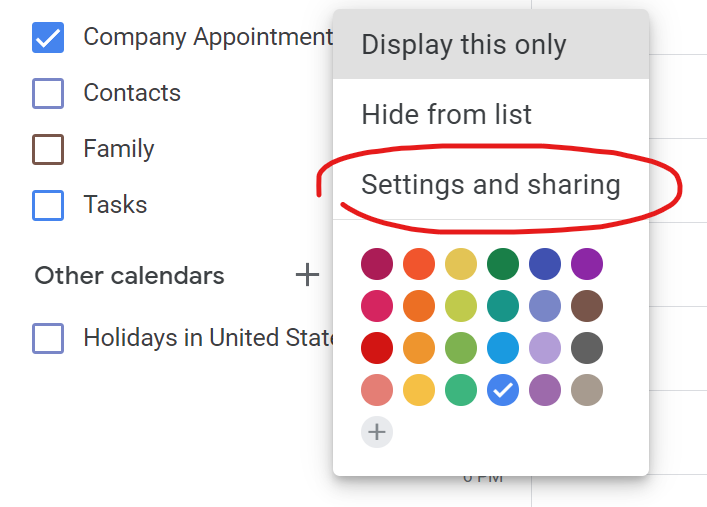 Company Appointment
Contacts
Family
Tasks
Other calendars
Holidays in United State
Display this only
Hide from list
Settings and sharing
PM